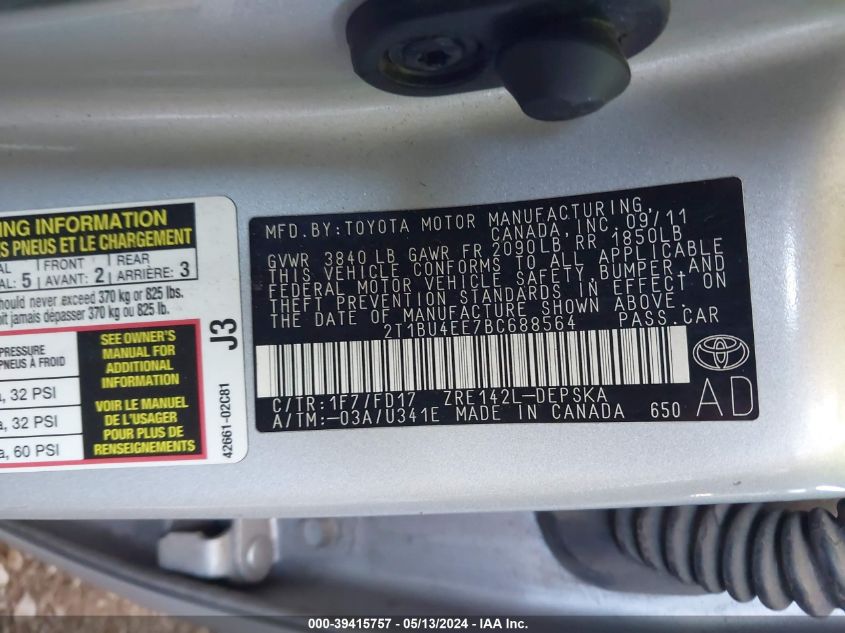 ING INFORMATION
ES PNEUS ET LE CHARGEMENT
AL FRONT REAR
AL: 5 AVANT: 2 ARRIÈRE: 3
hould never exceed 370 kg or 825 lbs.
it jamais dépasser 370 kg ou 825 lb.
PRESSURE
PNEUS À FROID
a, 32 PSI
a, 32 PSI
a, 60 PSI
SEE OWNER'S
MANUAL FOR
ADDITIONAL
INFORMATION
VOIR LE MANUEL
DE L'USAGER
POUR PLUS DE
RENSEIGNEMENTS
42661-02C81 J3
MFD.BY:TOYOTA MOTOR MANUFACTURING,
CANADA, INC. 09/11
GVWR 3840 LB GAWR FR 2090LB, RR 1850LB
THIS VEHICLE CONFORMS TO ALL APPLICABLE
FEDERAL MOTOR VEHICLE SAFETY, BUMPER, AND
THEFT PREVENTION STANDARDS IN EFFECT ON
THE DATE OF MANUFACTURE SHOWN ABOVE.
2T1BU4EE7BC688564 PASS.CAR
C/TR:1F7/FD17 ZRE142L-DEPSKA
A/TM:-03A/U341E MADE IN CANADA 650
AD
000-39415757 - 05/13/2024 - IAA Inc.